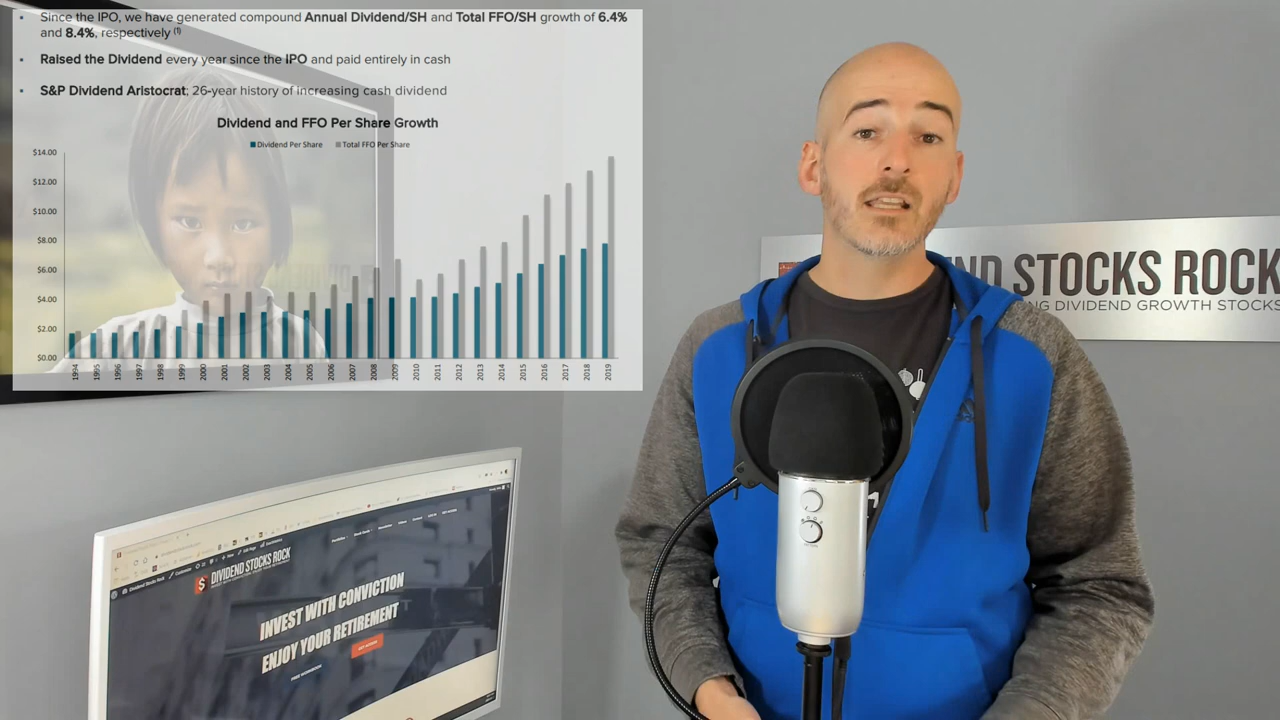 • Since the IPO, we have generated compound Annual Dividend/SH and Total FFO/SH growth of 6.4%
and 8.4%, respectively (1)
• Raised the Dividend every year since the IPO and paid entirely in cash
• S&P Dividend Aristocrat; 26-year history of increasing cash dividend
Dividend and FFO Per Share Growth
Dividend Per Share Total FFO Per Share
$14.00
$12.00
$10.00
$8.00
$6.00
$4.00
$2.00
$0.00
1994 1995 1996 1997 1998 1999 2000 2001 2002 2003 2004 2005 2006 2007 2008 2009 2010 2011 2012 2013 2014 2015 2016 2017 2018 2019
ND STOCKS ROCK
NG DIVIDEND GROWTH STOCKS
DIVIDEND STOCKS ROCK
INVEST WITH CONVICTION
ENJOY YOUR RETIREMENT